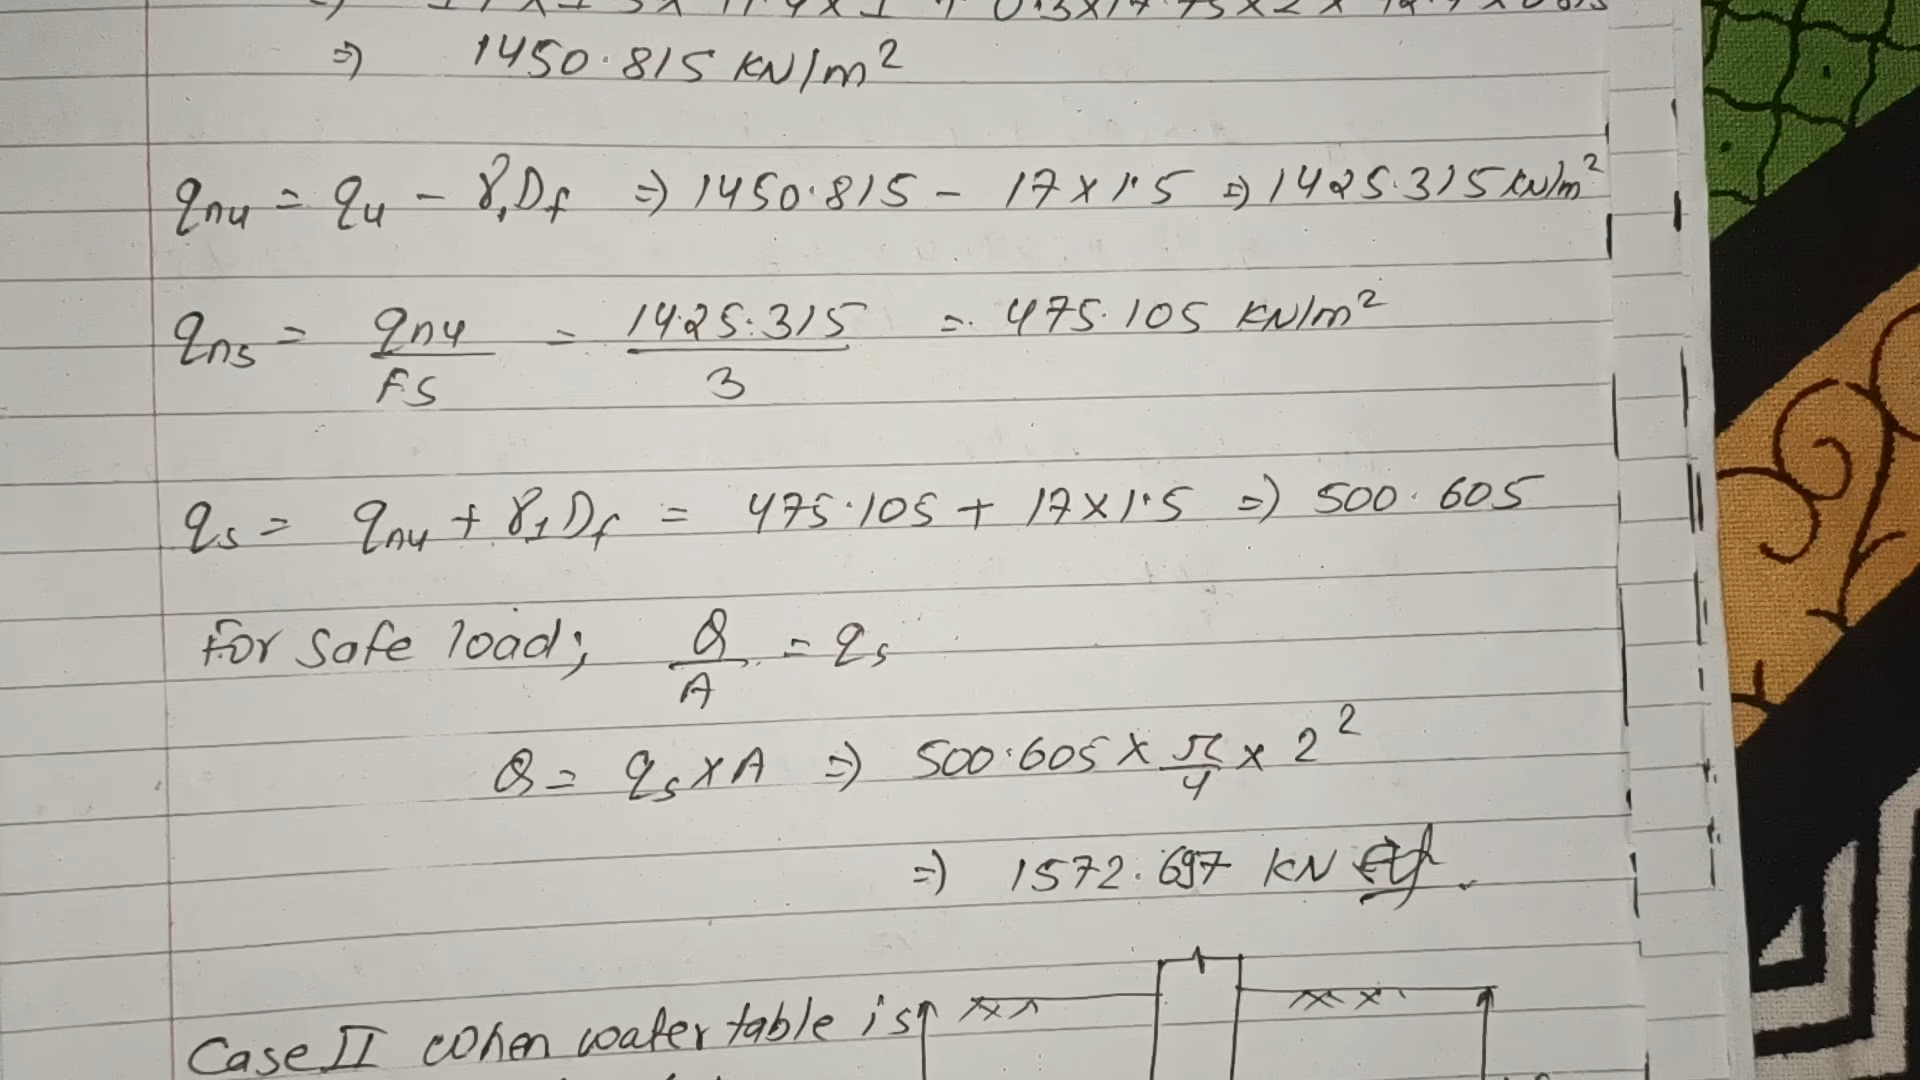 ⇒ 1450.815 KN/m²
qnu = qu - γ₁Df ⇒ 1450.815 - 17 x 1.5 ⇒ 1425.315 KN/m²
qns = qnu/FS = 1425.315/3 = 475.105 KN/m²
qs = qnu + γ₁Df = 475.105 + 17 x 1.5 ⇒ 500.605
For safe load; Q/A = qs
Q = qs x A ⇒ 500.605 x π/4 x 2²
⇒ 1572.697 KN
Case II when water table is